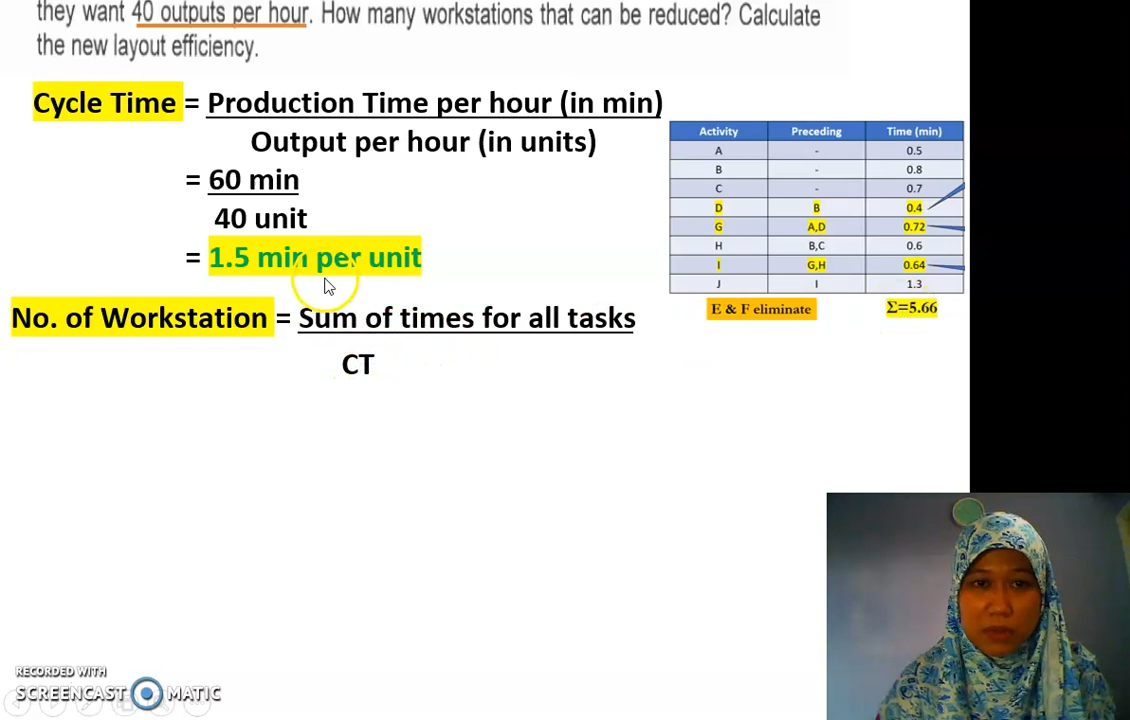 they want 40 outputs per hour. How many workstations that can be reduced? Calculate
the new layout efficiency.
Cycle Time = Production Time per hour (in min)
Output per hour (in units)
= 60 min
40 unit
= 1.5 min per unit
No. of Workstation = Sum of times for all tasks
CT
Activity Preceding Time (min)
A - 0.5
B - 0.8
C - 0.7
D B 0.4
G A,D 0.72
H B,C 0.6
I G,H 0.64
J I 1.3
E & F eliminate Σ=5.66
RECORDED WITH
SCREENCAST MATIC